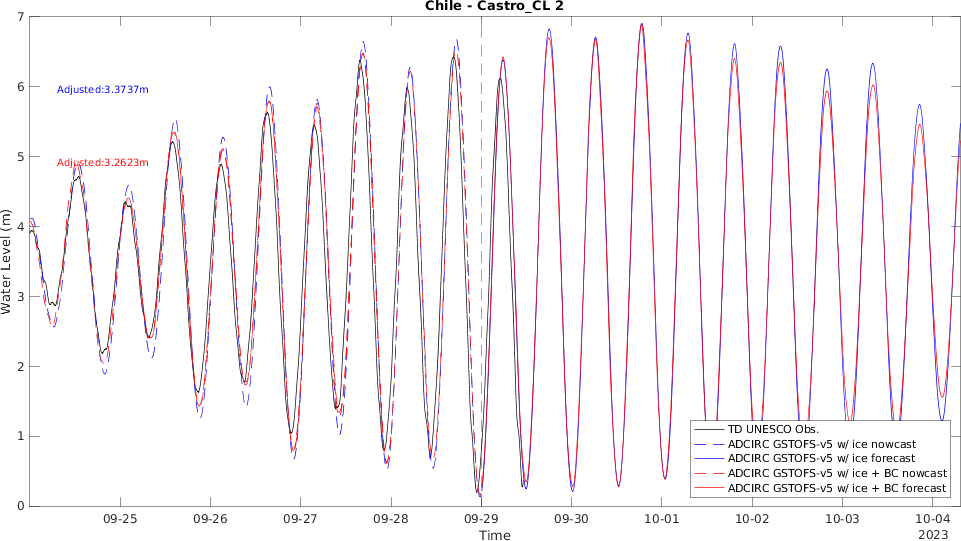 Chile - Castro_CL 2
Water Level (m)
7
6
5
4
3
2
1
0
Adjusted:3.3737m
Adjusted:3.2623m
TD UNESCO Obs.
ADCIRC GSTOFS-v5 w/ ice nowcast
ADCIRC GSTOFS-v5 w/ ice forecast
ADCIRC GSTOFS-v5 w/ ice + BC nowcast
ADCIRC GSTOFS-v5 w/ ice + BC forecast
09-25 09-26 09-27 09-28 09-29 09-30 10-01 10-02 10-03 10-04
Time
2023